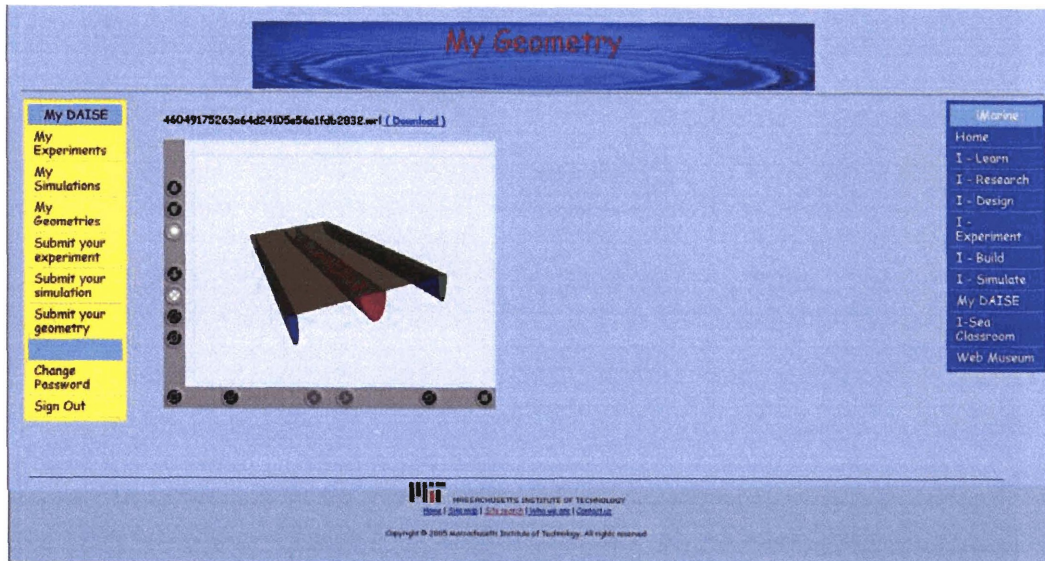 My Geometry
My DAISE
My
Experiments
My
Simulations
My
Geometries
Submit your
experiment
Submit your
simulation
Submit your
geometry
Change
Password
Sign Out
( Download )
iMarine
Home
I - Learn
I - Research
I - Design
I -
Experiment
I - Build
I - Simulate
My DAISE
I-Sea
Classroom
Web Museum
MASSACHUSETTS INSTITUTE OF TECHNOLOGY
Home | Site map | Site search | Who we are | Contact us
Copyright © 2005 Massachusetts Institute of Technology. All rights reserved